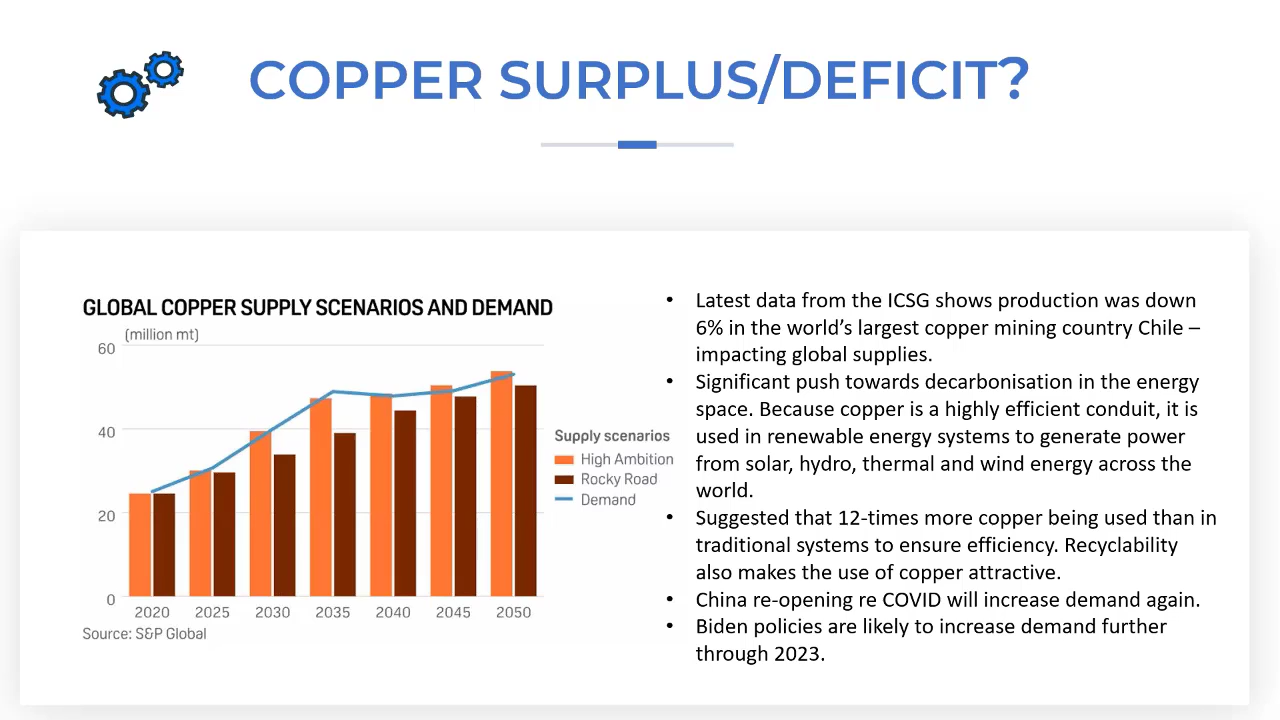 COPPER SURPLUS/DEFICIT?
GLOBAL COPPER SUPPLY SCENARIOS AND DEMAND
(million mt)
60
40
20
0
2020 2025 2030 2035 2040 2045 2050
Source: S&P Global
Supply scenarios
High Ambition
Rocky Road
Demand
• Latest data from the ICSG shows production was down
6% in the world’s largest copper mining country Chile –
impacting global supplies.
• Significant push towards decarbonisation in the energy
space. Because copper is a highly efficient conduit, it is
used in renewable energy systems to generate power
from solar, hydro, thermal and wind energy across the
world.
• Suggested that 12-times more copper being used than in
traditional systems to ensure efficiency. Recyclability
also makes the use of copper attractive.
• China re-opening re COVID will increase demand again.
• Biden policies are likely to increase demand further
through 2023.